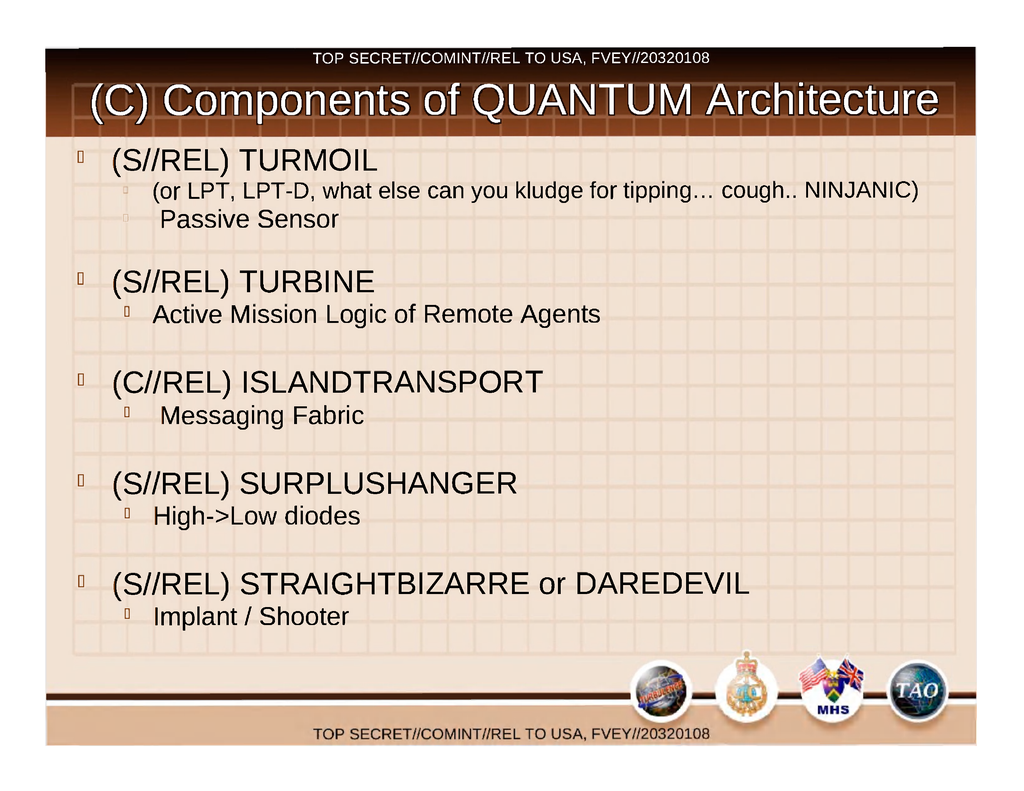 TOP SECRET//COMINT//REL TO USA, FVEY//20320108
(C) Components of QUANTUM Architecture
(S//REL) TURMOIL
(or LPT, LPT-D, what else can you kludge for tipping… cough.. NINJANIC)
Passive Sensor
(S//REL) TURBINE
Active Mission Logic of Remote Agents
(C//REL) ISLANDTRANSPORT
Messaging Fabric
(S//REL) SURPLUSHANGER
High->Low diodes
(S//REL) STRAIGHTBIZARRE or DAREDEVIL
Implant / Shooter
MHS
TAO
TOP SECRET//COMINT//REL TO USA, FVEY//20320108